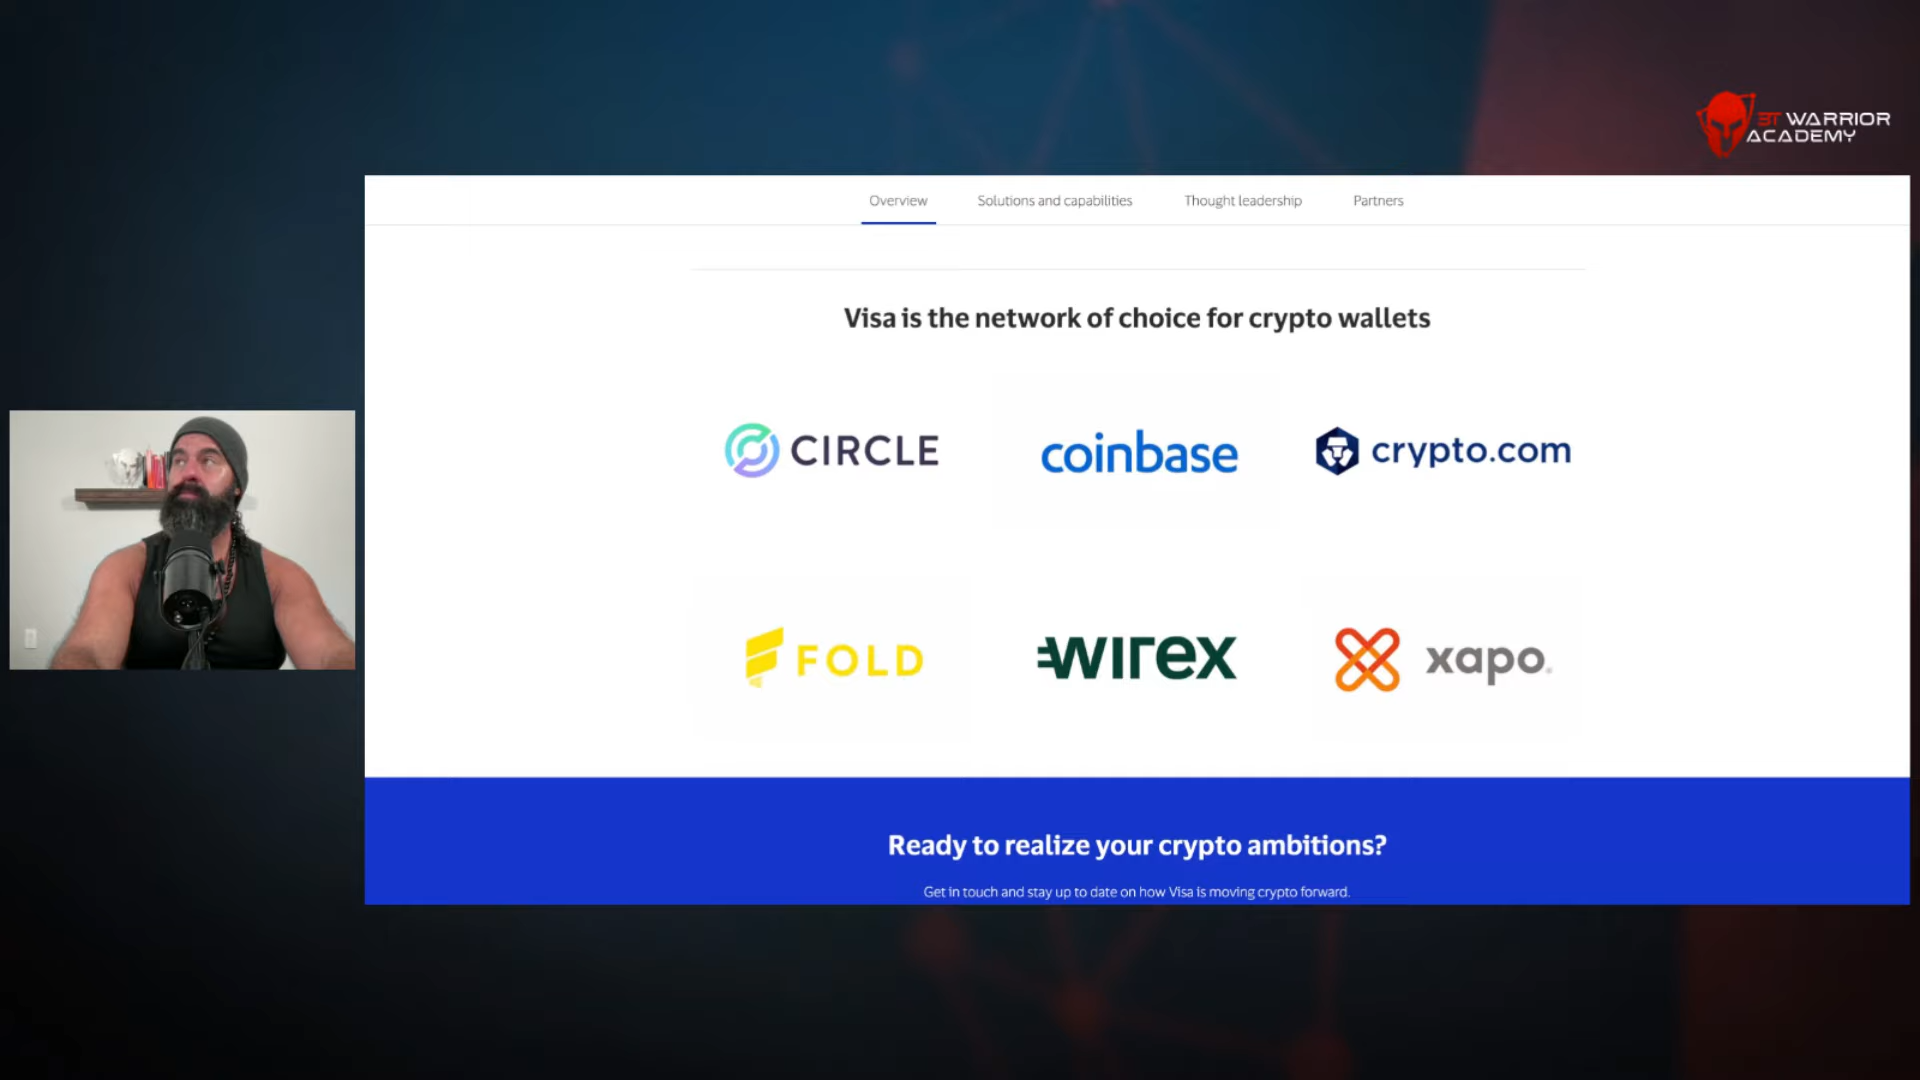 3T WARRIOR
ACADEMY
Overview Solutions and capabilities Thought leadership Partners
Visa is the network of choice for crypto wallets
CIRCLE coinbase crypto.com
FOLD wirex xapo
Ready to realize your crypto ambitions?
Get in touch and stay up to date on how Visa is moving crypto forward.